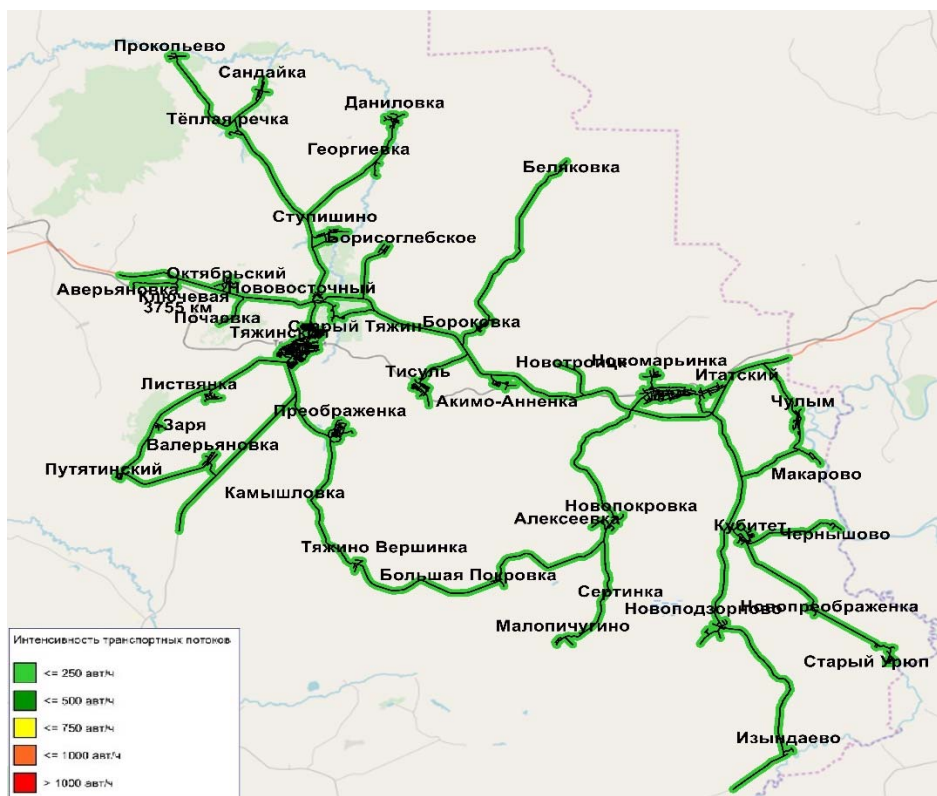 Прокопьево
Сандайка
Даниловка
Тёплая речка
Георгиевка
Беляковка
Ступишино
Борисоглебское
Октябрьский
Аверьяновка
Нововосточный
Ключевая
3755 км
Почаевка
Старый Тяжин
Тяжинский
Бороковка
Новотроицк
Новомарьинка
Итатский
Тисуль
Листвянка
Акимо-Анненка
Чулым
Преображенка
Заря
Валерьяновка
Путятинский
Макарово
Камышловка
Новопокровка
Алексеевка
Кубитет
Чернышово
Тяжино Вершинка
Большая Покровка
Сертинка
Новоподзорново
Новопреображенка
Малопичугино
Старый Урюп
Изындаево
Интенсивность транспортных потоков
<= 250 авт/ч
<= 500 авт/ч
<= 750 авт/ч
<= 1000 авт/ч
> 1000 авт/ч